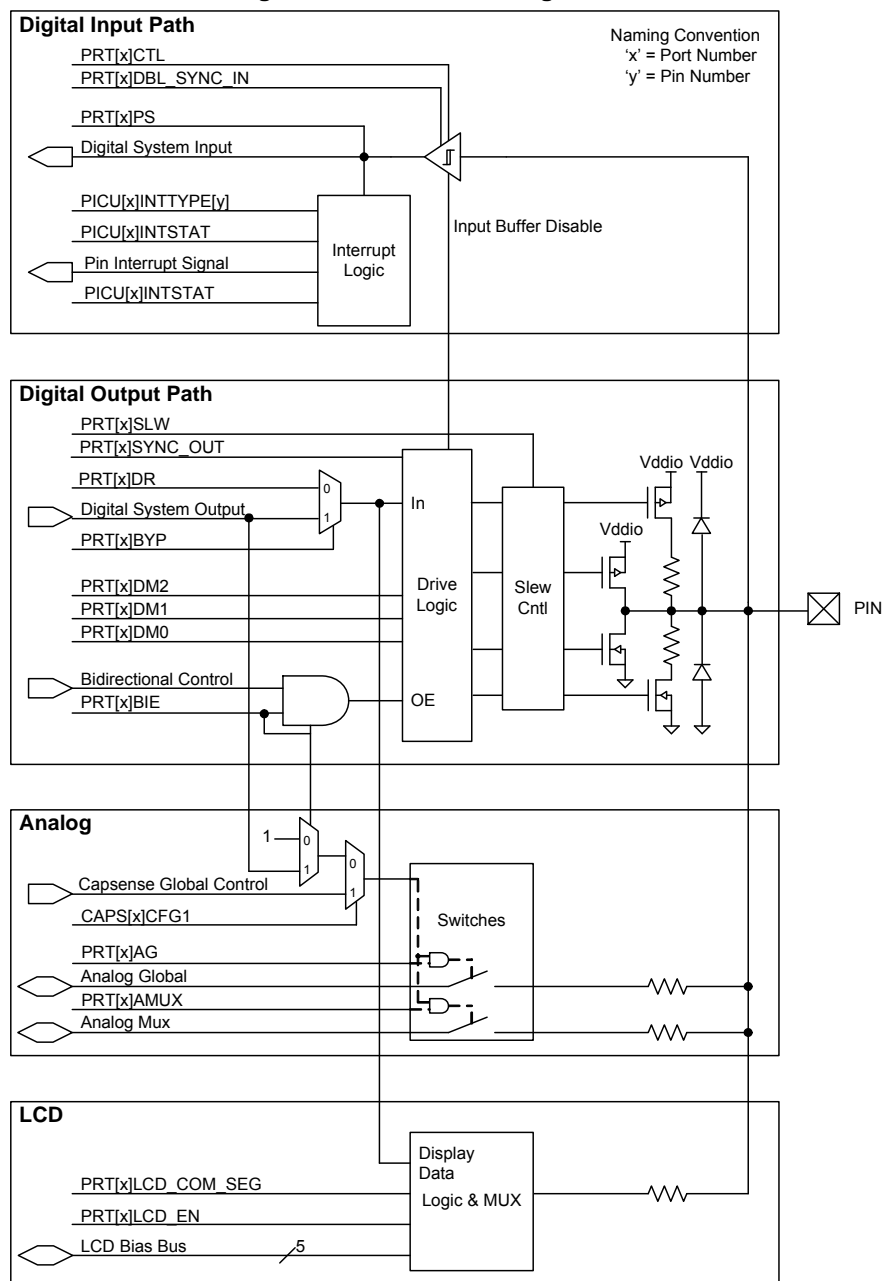 Digital Input Path
Naming Convention
'x' = Port Number
'y' = Pin Number
PRT[x]CTL
PRT[x]DBL_SYNC_IN
PRT[x]PS
Digital System Input
PICU[x]INTTYPE[y]
PICU[x]INTSTAT
Pin Interrupt Signal
PICU[x]INTSTAT
Interrupt
Logic
Input Buffer Disable
Digital Output Path
PRT[x]SLW
PRT[x]SYNC_OUT
PRT[x]DR
Digital System Output
PRT[x]BYP
0
1
PRT[x]DM2
PRT[x]DM1
PRT[x]DM0
Bidirectional Control
PRT[x]BIE
In
Drive
Logic
OE
Slew
Cntl
Vddio Vddio
Vddio
PIN
Analog
1
0
1
0
1
Capsense Global Control
CAPS[x]CFG1
Switches
PRT[x]AG
Analog Global
PRT[x]AMUX
Analog Mux
LCD
Display
Data
Logic & MUX
PRT[x]LCD_COM_SEG
PRT[x]LCD_EN
LCD Bias Bus
5